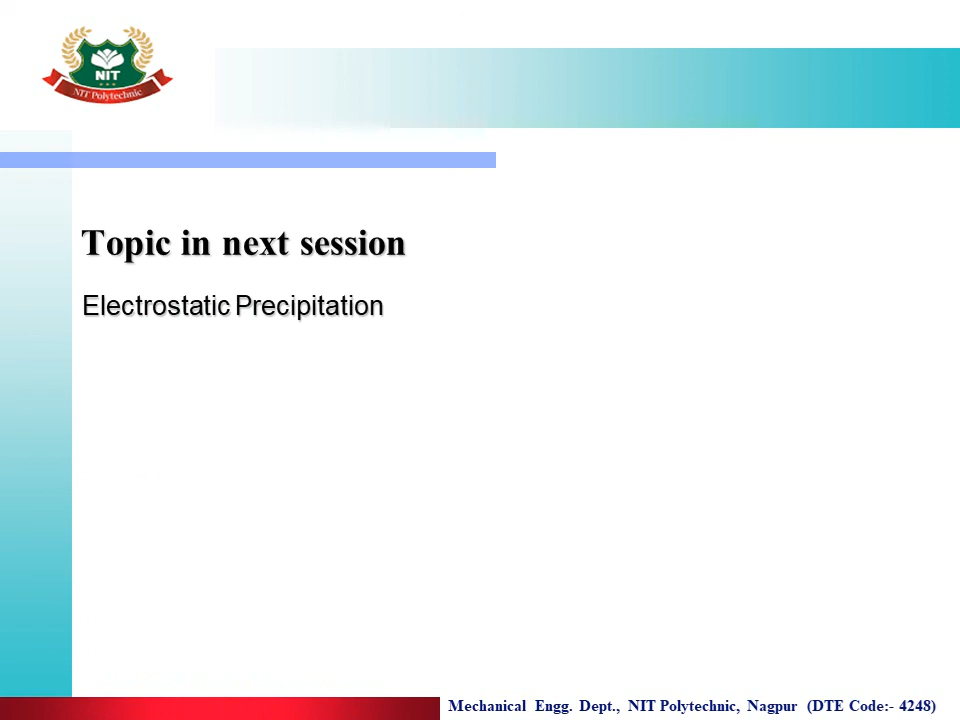 NIT
NIT Polytechnic
Topic in next session
Electrostatic Precipitation
Mechanical Engg. Dept., NIT Polytechnic, Nagpur (DTE Code:- 4248)